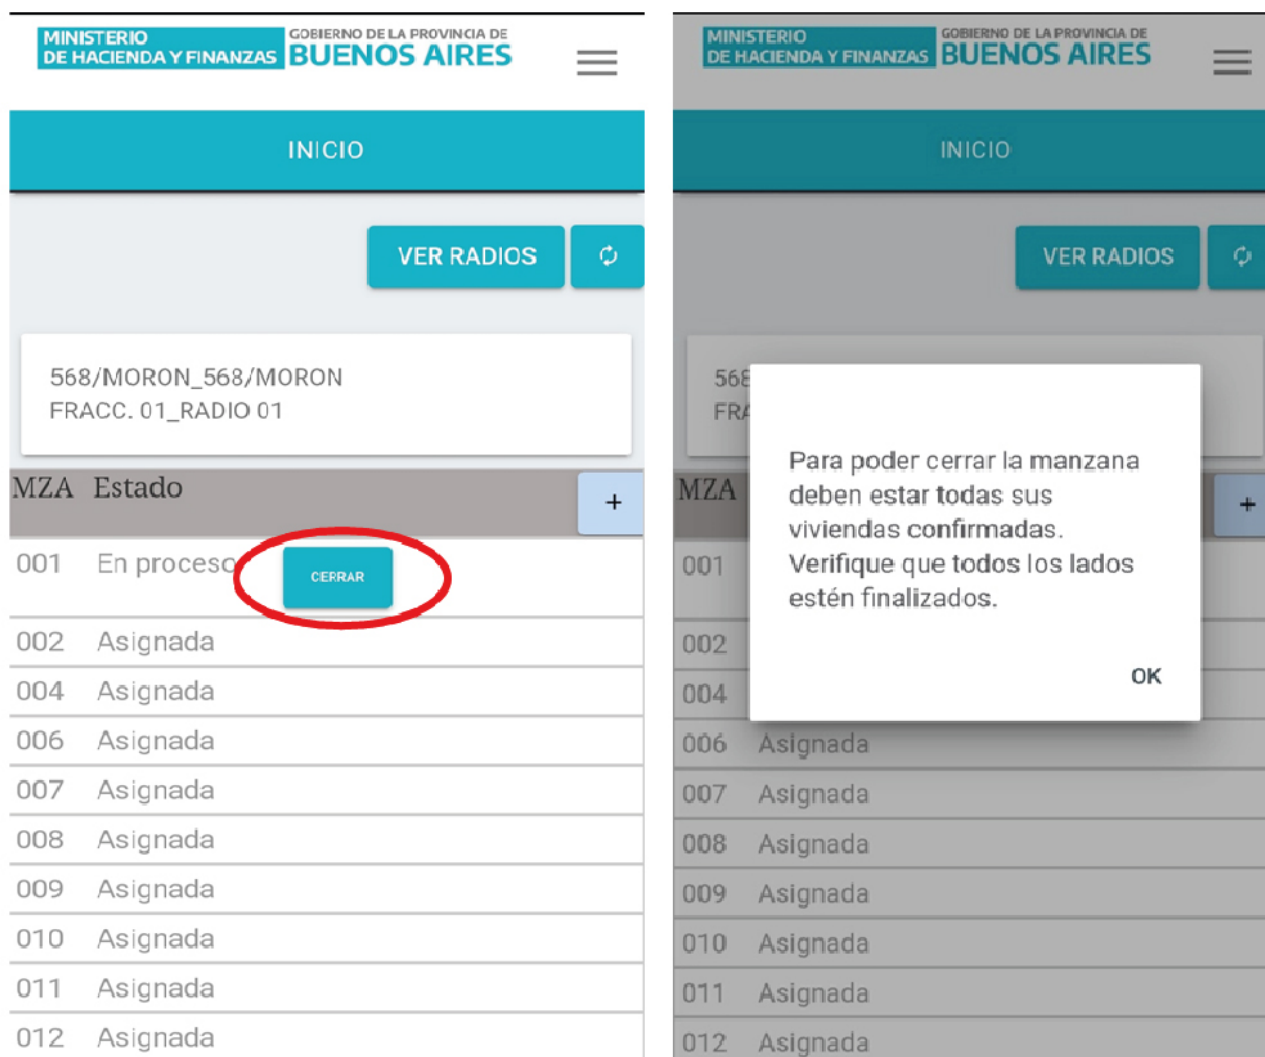 MINISTERIO
DE HACIENDA Y FINANZAS
GOBIERNO DE LA PROVINCIA DE
BUENOS AIRES
INICIO
VER RADIOS
568/MORON_568/MORON
FRACC. 01_RADIO 01
MZA Estado +
001 En proceso CERRAR
002 Asignada
004 Asignada
006 Asignada
007 Asignada
008 Asignada
009 Asignada
010 Asignada
011 Asignada
012 Asignada
MINISTERIO
DE HACIENDA Y FINANZAS
GOBIERNO DE LA PROVINCIA DE
BUENOS AIRES
INICIO
VER RADIOS
568
FRA
MZA +
001
002
004
Para poder cerrar la manzana
deben estar todas sus
viviendas confirmadas.
Verifique que todos los lados
estén finalizados.
OK
006 Asignada
007 Asignada
008 Asignada
009 Asignada
010 Asignada
011 Asignada
012 Asignada